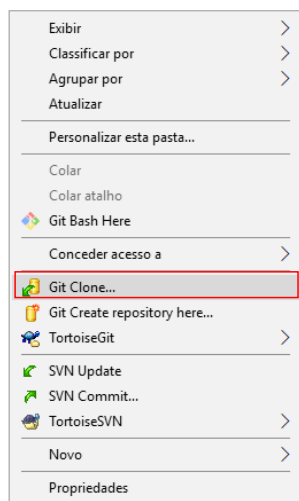 Exibir
Classificar por
Agrupar por
Atualizar
Personalizar esta pasta...
Colar
Colar atalho
Git Bash Here
Conceder acesso a
Git Clone...
Git Create repository here...
TortoiseGit
SVN Update
SVN Commit...
TortoiseSVN
Novo
Propriedades